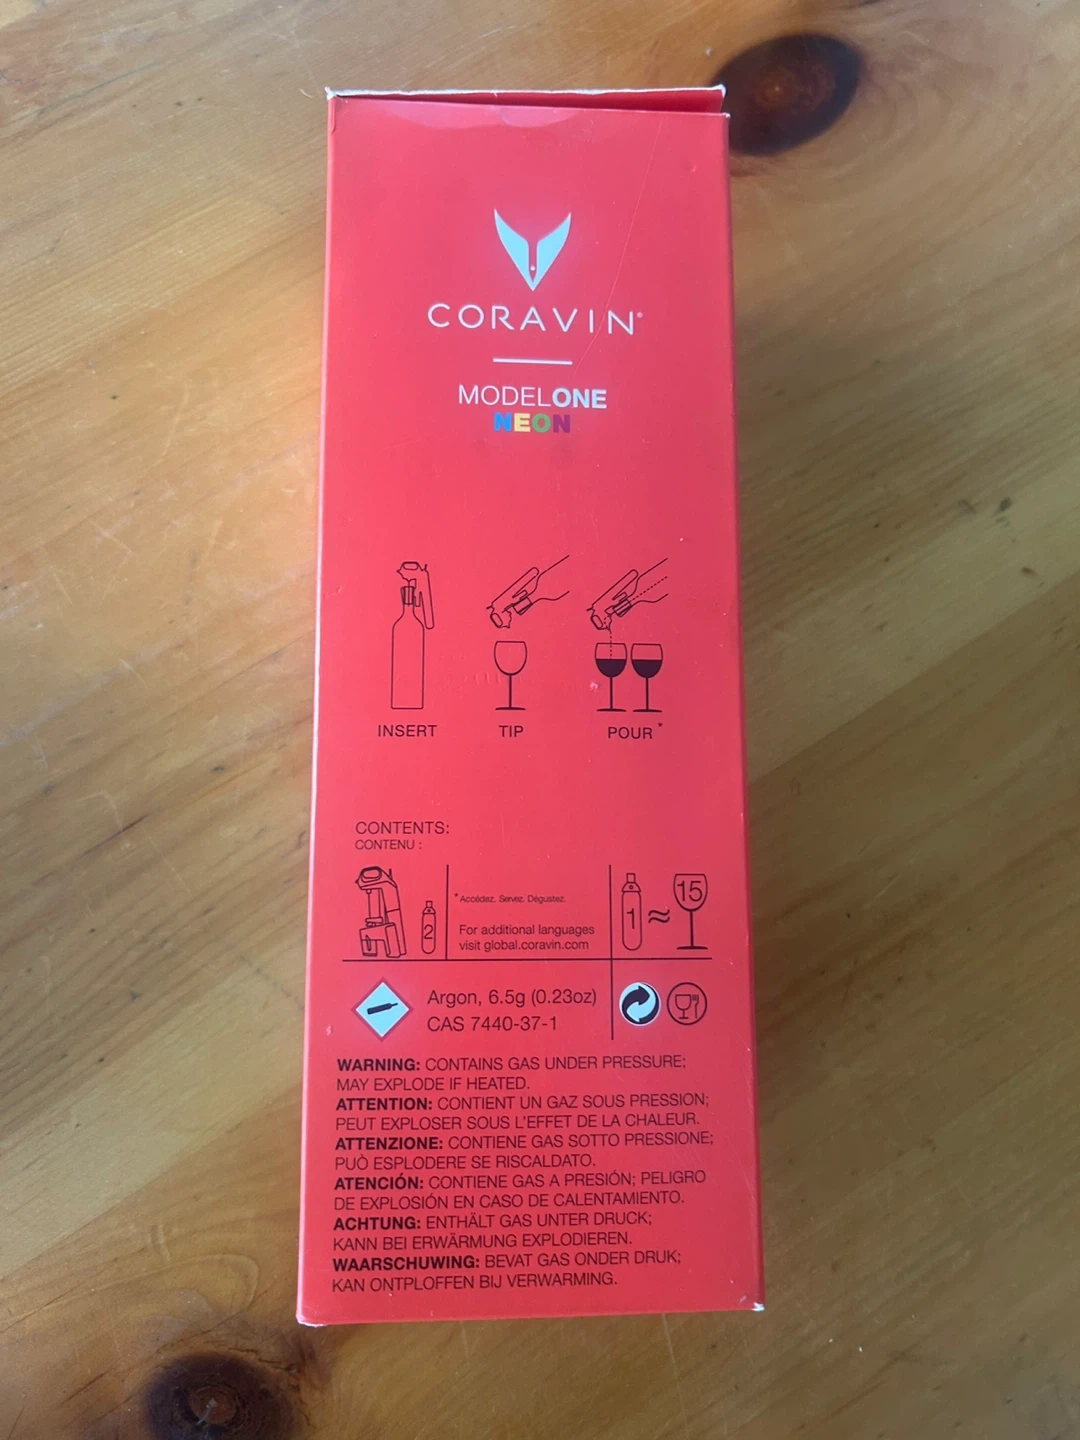 CORAVIN®
MODELONE
NEON
INSERT
TIP
POUR*
CONTENTS:
CONTENU :
2
*Accédez. Servez. Dégustez.
For additional languages
visit global.coravin.com
1 ≈ 15
Argon, 6.5g (0.23oz)
CAS 7440-37-1
WARNING: CONTAINS GAS UNDER PRESSURE;
MAY EXPLODE IF HEATED.
ATTENTION: CONTIENT UN GAZ SOUS PRESSION;
PEUT EXPLOSER SOUS L'EFFET DE LA CHALEUR.
ATTENZIONE: CONTIENE GAS SOTTO PRESSIONE;
PUÒ ESPLODERE SE RISCALDATO.
ATENCIÓN: CONTIENE GAS A PRESIÓN; PELIGRO
DE EXPLOSIÓN EN CASO DE CALENTAMIENTO.
ACHTUNG: ENTHÄLT GAS UNTER DRUCK;
KANN BEI ERWÄRMUNG EXPLODIEREN.
WAARSCHUWING: BEVAT GAS ONDER DRUK;
KAN ONTPLOFFEN BIJ VERWARMING.